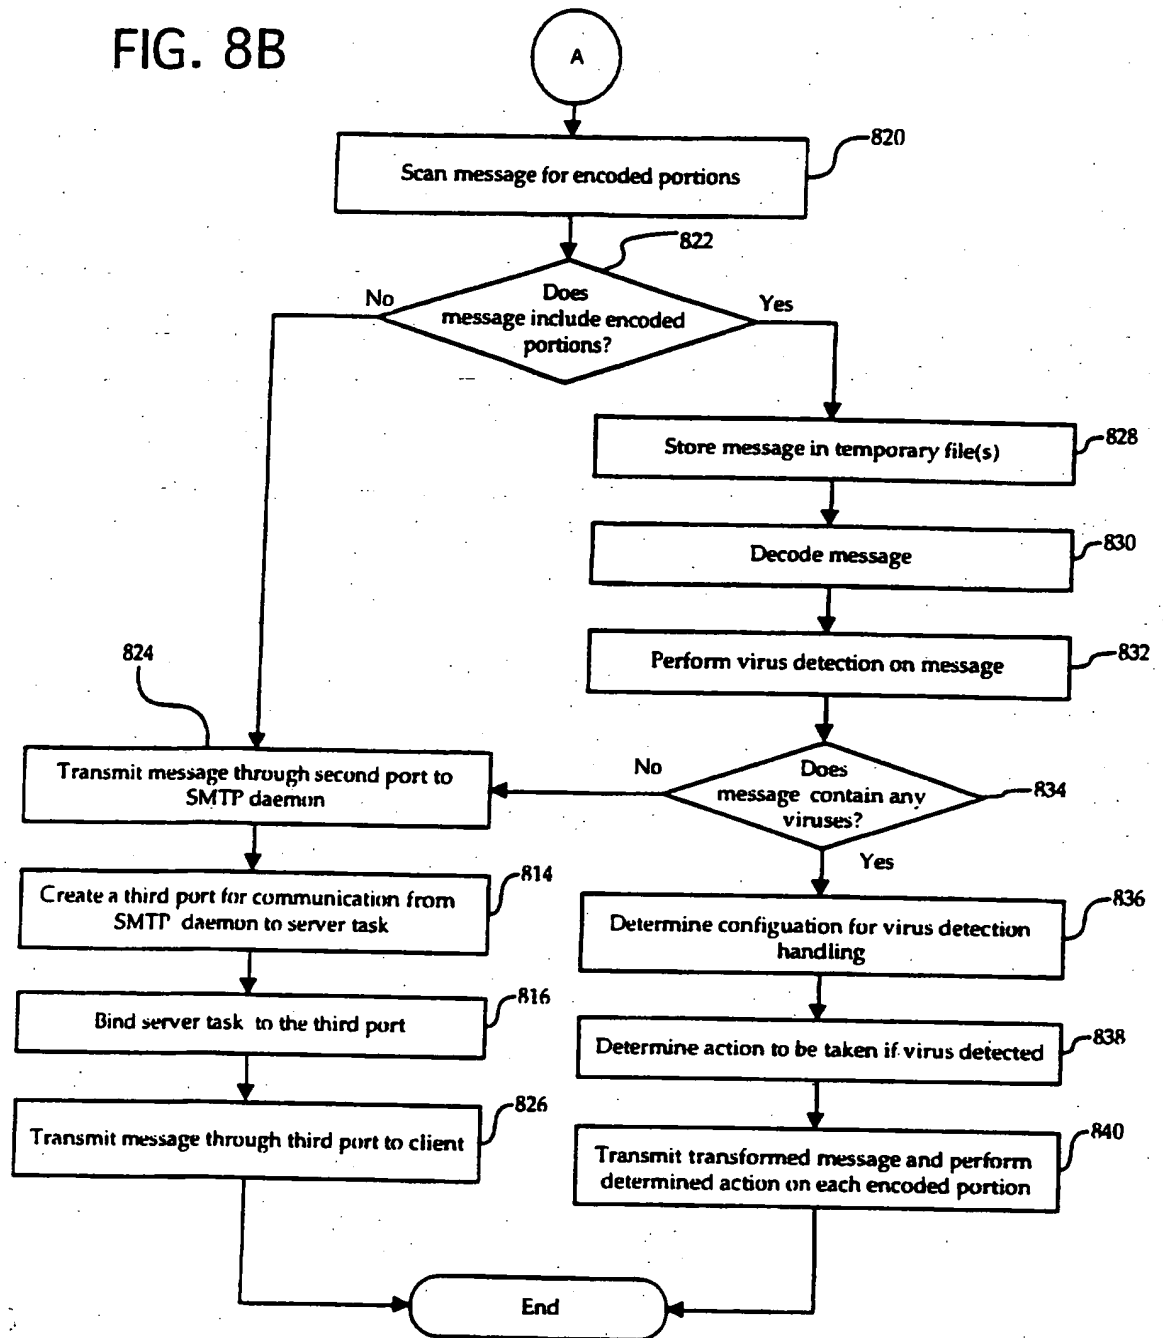 FIG. 8B
A
820
Scan message for encoded portions
822
No
Does
message include encoded
portions?
Yes
Store message in temporary file(s)
828
Decode message
830
824
Perform virus detection on message
832
Transmit message through second port to
SMTP daemon
No
Does
message contain any
viruses?
834
Yes
Create a third port for communication from
SMTP daemon to server task
814
Determine configuation for virus detection
handling
836
Bind server task to the third port
816
Determine action to be taken if virus detected
838
Transmit message through third port to client
826
Transmit transformed message and perform
determined action on each encoded portion
840
End